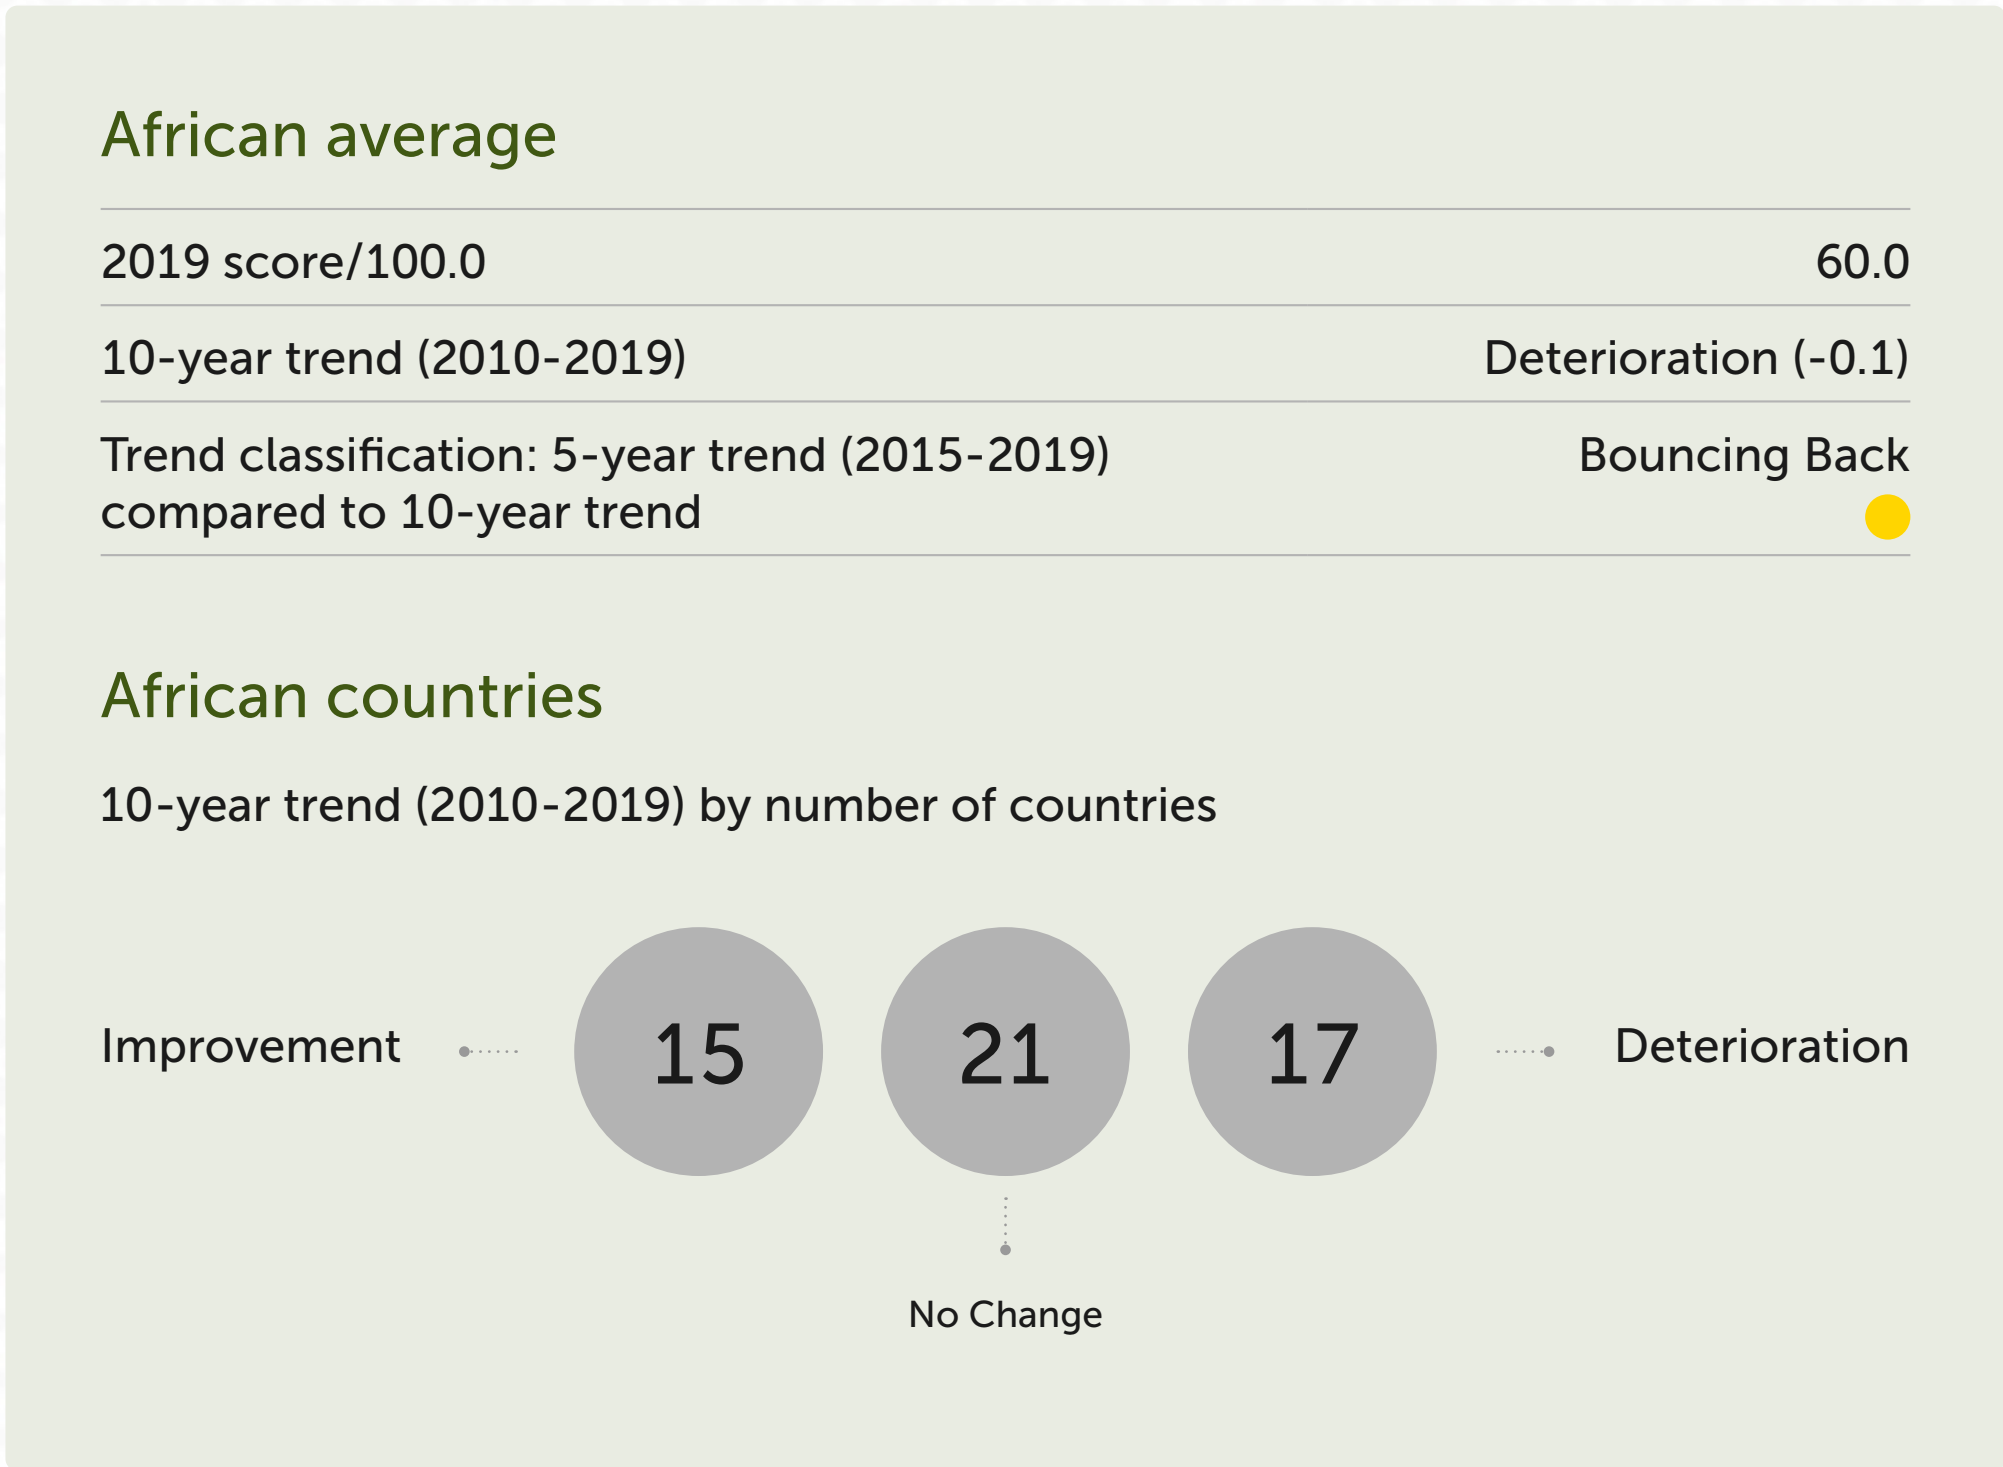 African average
2019 score/100.0 60.0
10-year trend (2010-2019) Deterioration (-0.1)
Trend classification: 5-year trend (2015-2019) Bouncing Back
compared to 10-year trend
African countries
10-year trend (2010-2019) by number of countries
Improvement 15 21 17 Deterioration
No Change